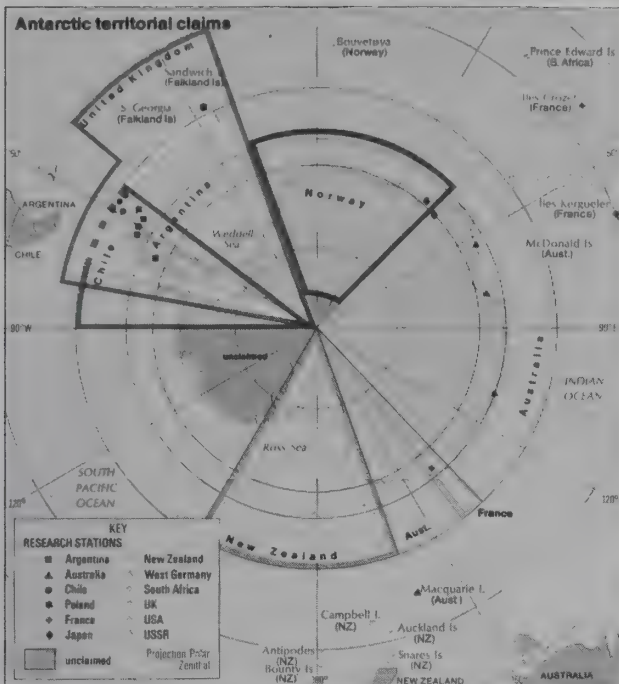 Antarctic territorial claims
Bouvetøya
(Norway)
Prince Edward Is
(S. Africa)
Sandwich
(Falkland Is)
S. Georgia
(Falkland Is)
United Kingdom
(France)
50°
50°
Norway
ARGENTINA
CHILE
Argentina
Chile
Weddell
Sea
Iles Kerguelen
(France)
McDonald Is
(Aust.)
90°W
90°E
unclaimed
Australia
INDIAN
OCEAN
Ross Sea
SOUTH
PACIFIC
OCEAN
120°
120°
France
Aust.
New Zealand
KEY
RESEARCH STATIONS
Argentina New Zealand
Australia West Germany
Chile South Africa
Poland UK
France USA
Japan USSR
unclaimed
Projection Polar
Zenithal
Macquarie I.
(Aust)
Campbell I.
(NZ)
Auckland Is
(NZ)
Antipodes
(NZ)
Bounty Is
(NZ)
180°
Snares Is
(NZ)
NEW ZEALAND
AUSTRALIA